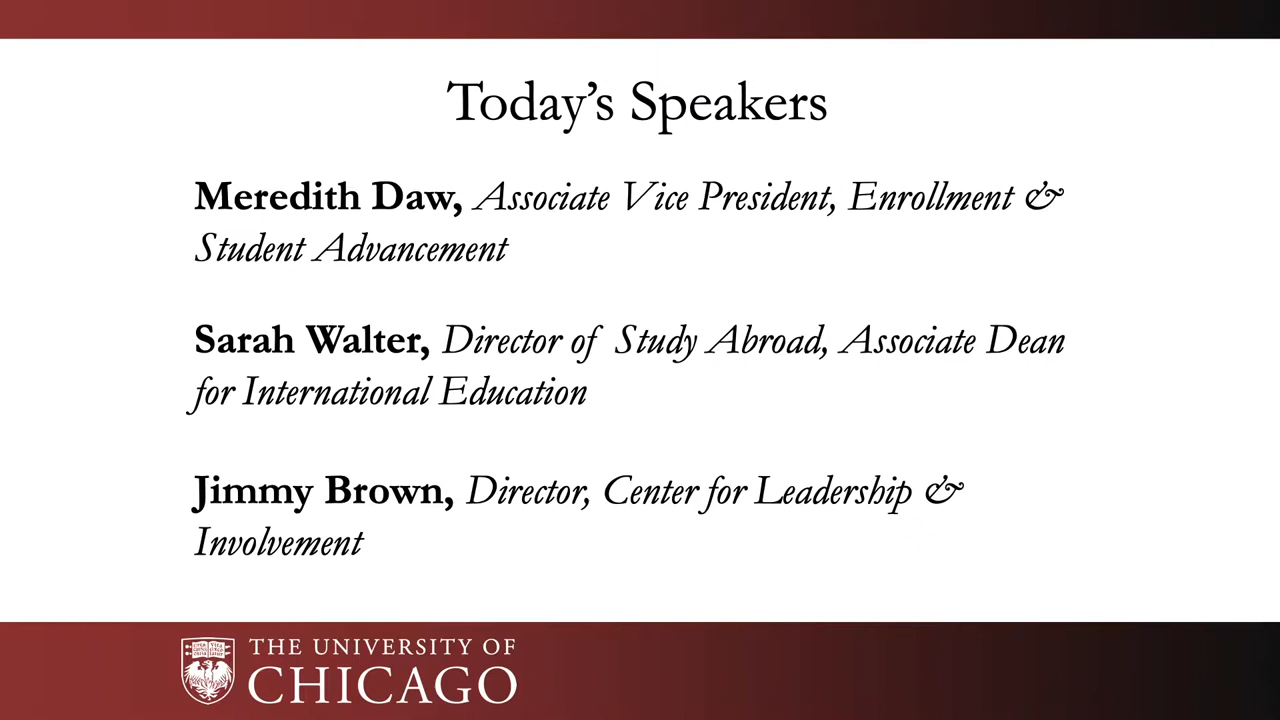 Today’s Speakers
Meredith Daw, Associate Vice President, Enrollment &
Student Advancement
Sarah Walter, Director of Study Abroad, Associate Dean
for International Education
Jimmy Brown, Director, Center for Leadership &
Involvement
THE UNIVERSITY OF
CHICAGO